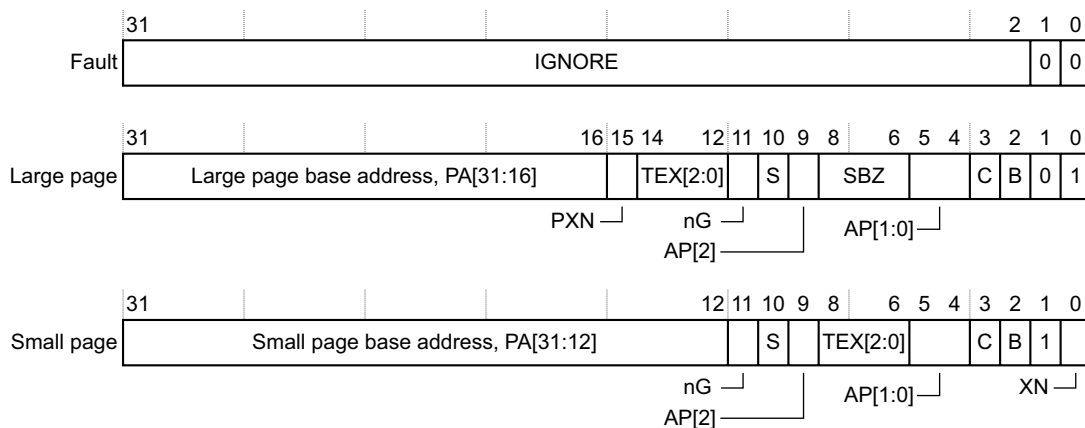 31 2 1 0
Fault IGNORE 0 0
31 16 15 14 12 11 10 9 8 6 5 4 3 2 1 0
Large page Large page base address, PA[31:16] TEX[2:0] S SBZ C B 0 1
PXN nG AP[1:0]
AP[2]
31 12 11 10 9 8 6 5 4 3 2 1 0
Small page Small page base address, PA[31:12] S TEX[2:0] C B 1
nG AP[1:0] XN
AP[2]